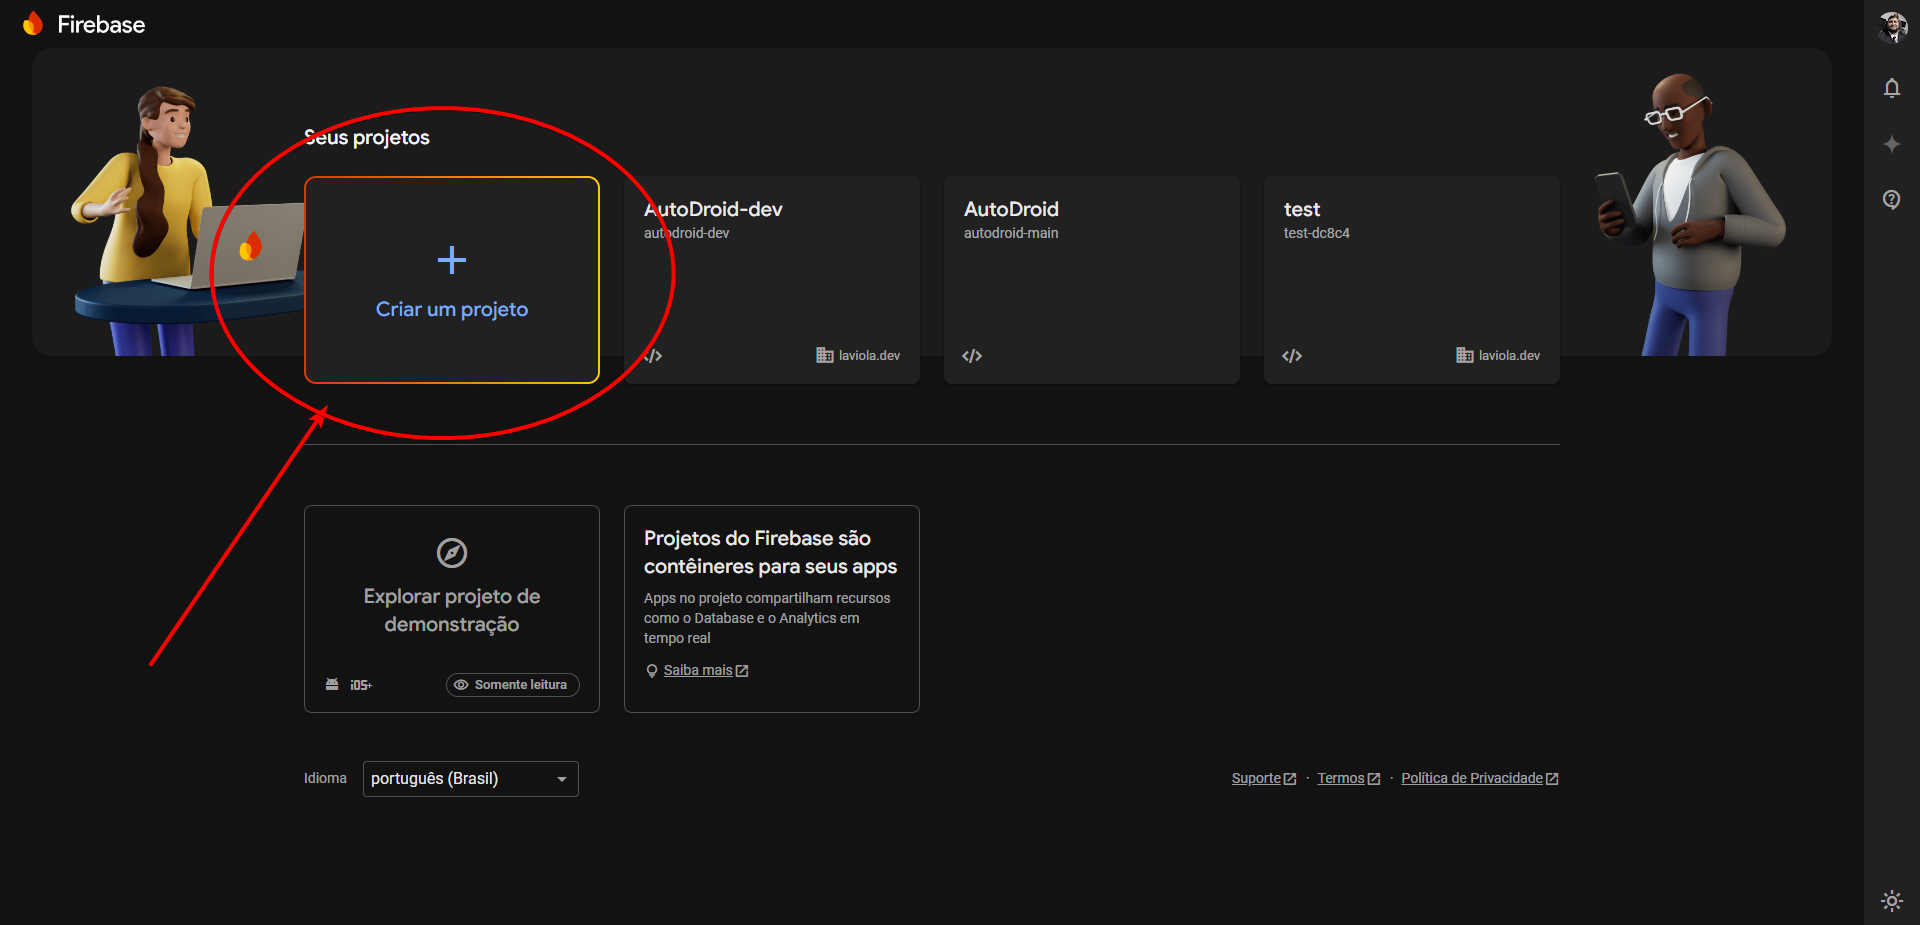 Firebase
Seus projetos
Criar um projeto
AutoDroid-dev
autodroid-dev
laviola.dev
AutoDroid
autodroid-main
test
test-dc8c4
laviola.dev
Explorar projeto de
demonstração
iOS+
Somente leitura
Projetos do Firebase são
contêineres para seus apps
Apps no projeto compartilham recursos
como o Database e o Analytics em
tempo real
Saiba mais
Idioma
português (Brasil)
Suporte · Termos · Política de Privacidade